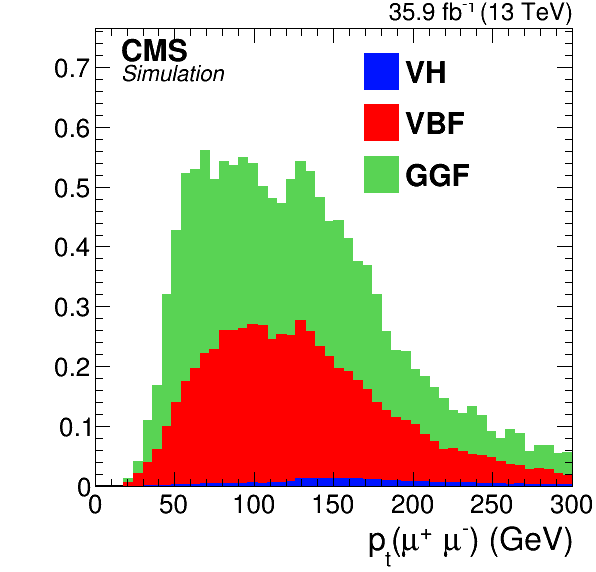 35.9 fb⁻¹ (13 TeV)
CMS
Simulation
VH
VBF
GGF
0.7
0.6
0.5
0.4
0.3
0.2
0.1
0
0 50 100 150 200 250 300
pₜ(μ⁺ μ⁻) (GeV)